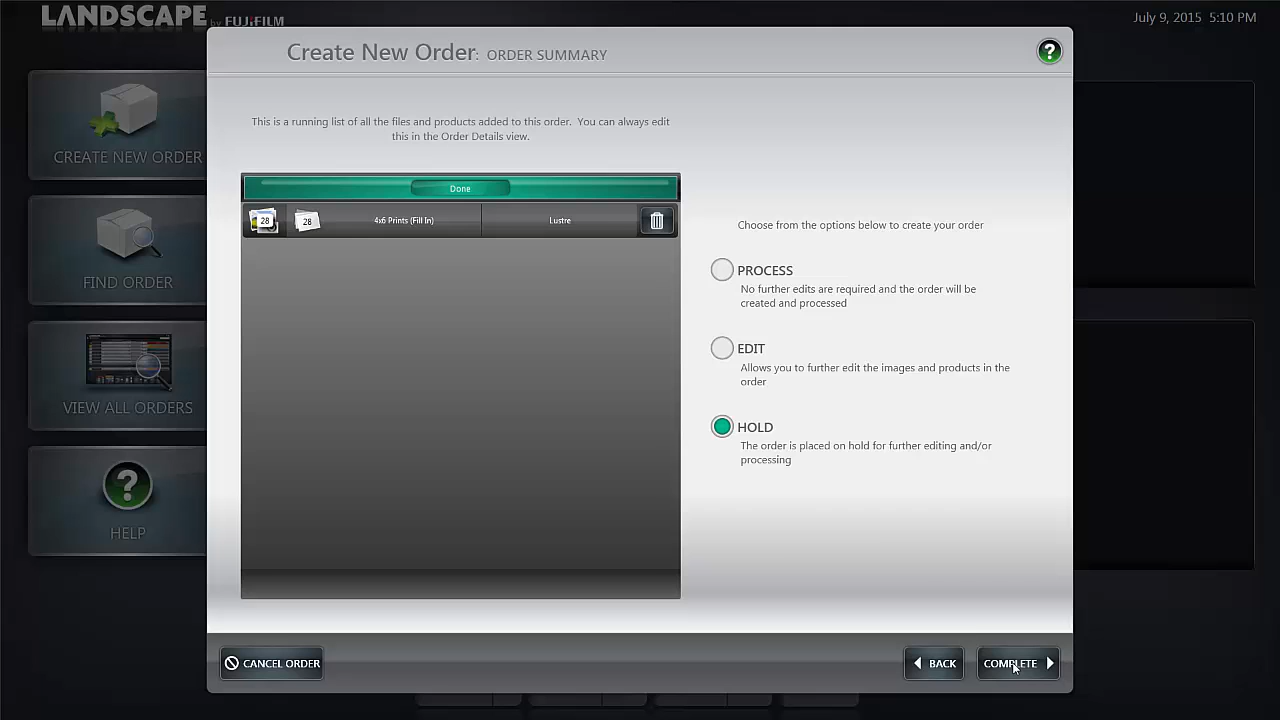 LANDSCAPE by FUJIFILM
July 9, 2015 5:10 PM
Create New Order: ORDER SUMMARY
?
This is a running list of all the files and products added to this order. You can always edit
this in the Order Details view.
CREATE NEW ORDER
Done
28 28 4x6 Prints (Fill In) Lustre
Choose from the options below to create your order
FIND ORDER
PROCESS
No further edits are required and the order will be
created and processed
EDIT
Allows you to further edit the images and products in the
order
VIEW ALL ORDERS
HOLD
The order is placed on hold for further editing and/or
processing
?
HELP
CANCEL ORDER
BACK
COMPLETE